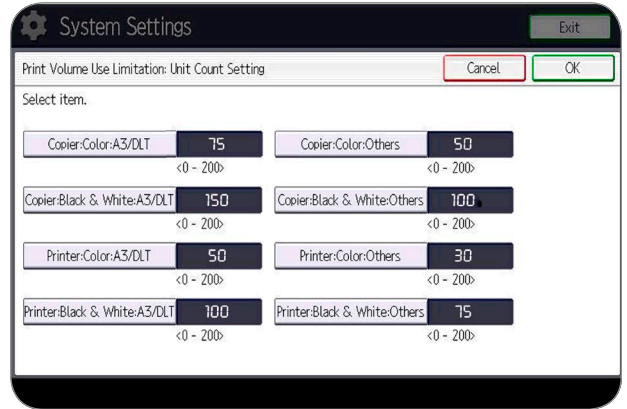 System Settings
Exit
Print Volume Use Limitation: Unit Count Setting
Cancel
OK
Select item.
Copier:Color:A3/DLT 75 Copier:Color:Others 50
<0 - 200> <0 - 200>
Copier:Black & White:A3/DLT 150 Copier:Black & White:Others 100
<0 - 200> <0 - 200>
Printer:Color:A3/DLT 50 Printer:Color:Others 30
<0 - 200> <0 - 200>
Printer:Black & White:A3/DLT 100 Printer:Black & White:Others 75
<0 - 200> <0 - 200>